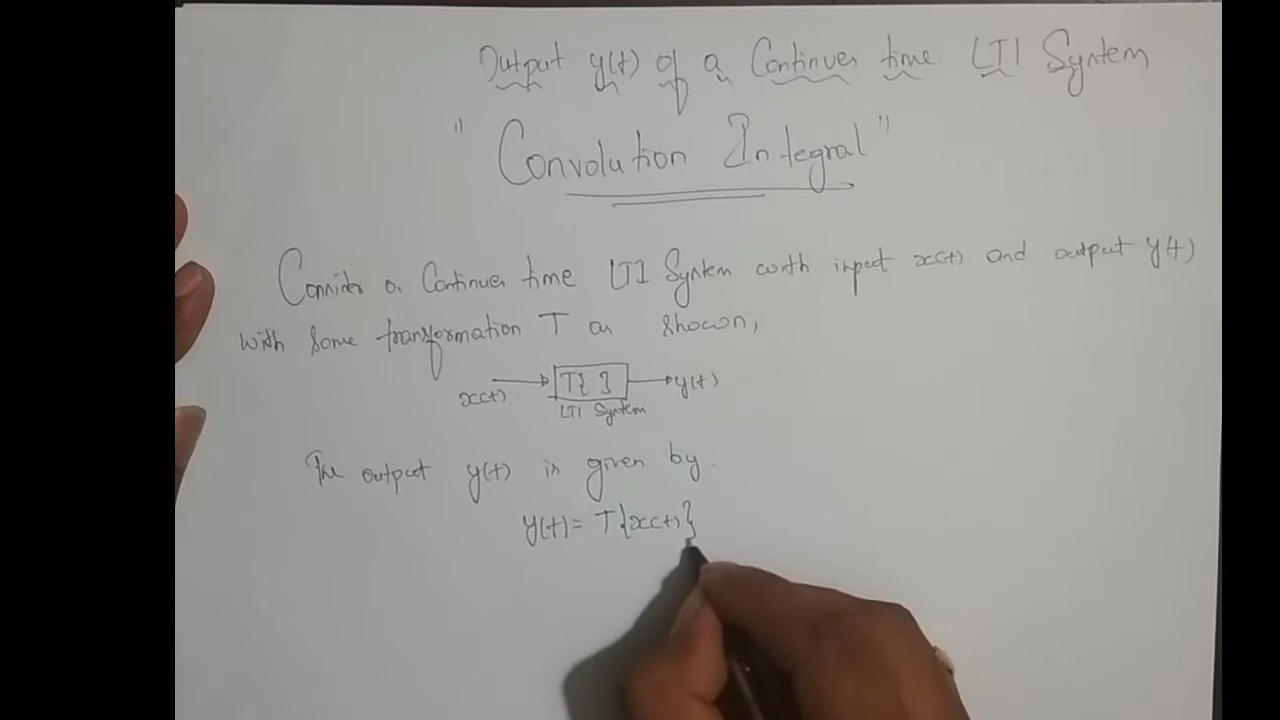 Output y(t) of a Continues time LTI System
" Convolution Integral "
Consider a Continues time LTI System with input x(t) and output y(t)
with some transformation T as shown,
x(t) T{ } y(t)
LTI System
The output y(t) is given by
y(t) = T{x(t)}